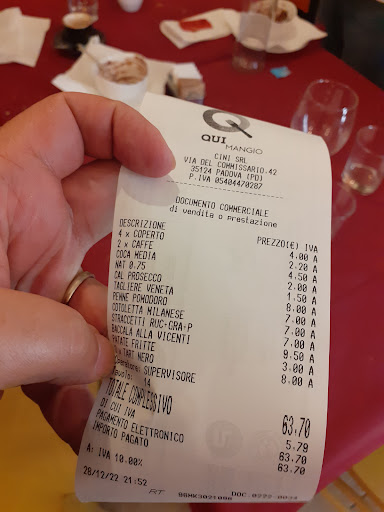 QUI
MANGIO
CINI SRL
VIA DEL COMMISSARIO 42
35124 PADOVA (PD)
P.IVA 05404470287
DOCUMENTO COMMERCIALE
di vendita o prestazione
DESCRIZIONE PREZZO(€) IVA
4 x COPERTO 4.00 A
2 x CAFFE 2.20 A
COCA MEDIA 4.50 A
NAT 0.75 2.00 A
CAL PROSECCO 1.50 A
TAGLIERE VENETA 8.00 A
PENNE POMODORO 7.00 A
COTOLETTA MILANESE 7.00 A
STRACCETTI RUC+GRA+P 7.00 A
BACCALA ALLA VICENTI 9.50 A
PATATE FRITTE 3.00 A
TART NERO 8.00 A
SUPERVISORE
14
TOTALE COMPLESSIVO 63.70
DI CUI IVA 5.79
PAGAMENTO ELETTRONICO 63.70
IMPORTO PAGATO 63.70
A: IVA 10.00%
28/12/22 21:52